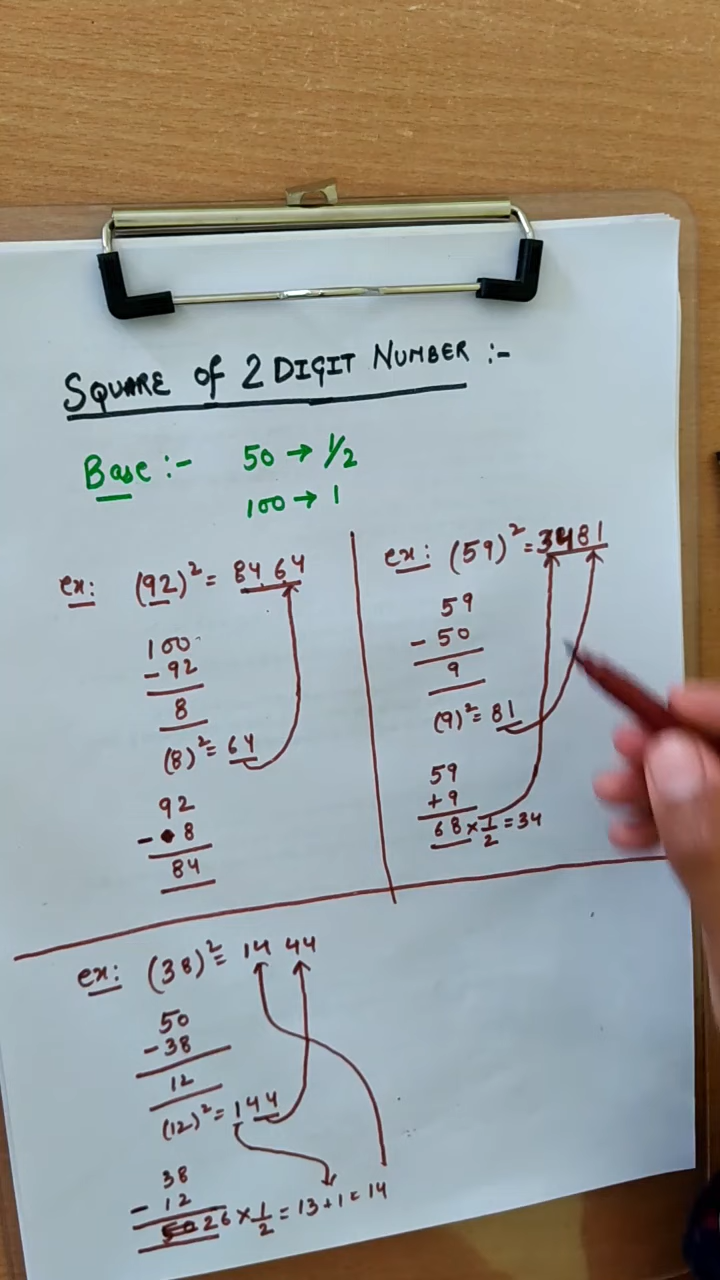 SQUARE of 2 DIGIT NUMBER :-
Base :- 50 → 1/2
100 → 1
ex: (92)² = 84,64
100
- 92
8
(8)² = 64
92
- 8
84
ex: (59)² = 3481
59
- 50
9
(9)² = 81
59
+ 9
68 × 1/2 = 34
ex: (38)² = 14 44
50
- 38
12
(12)² = 144
38
- 12
26 × 1/2 = 13 + 1 = 14